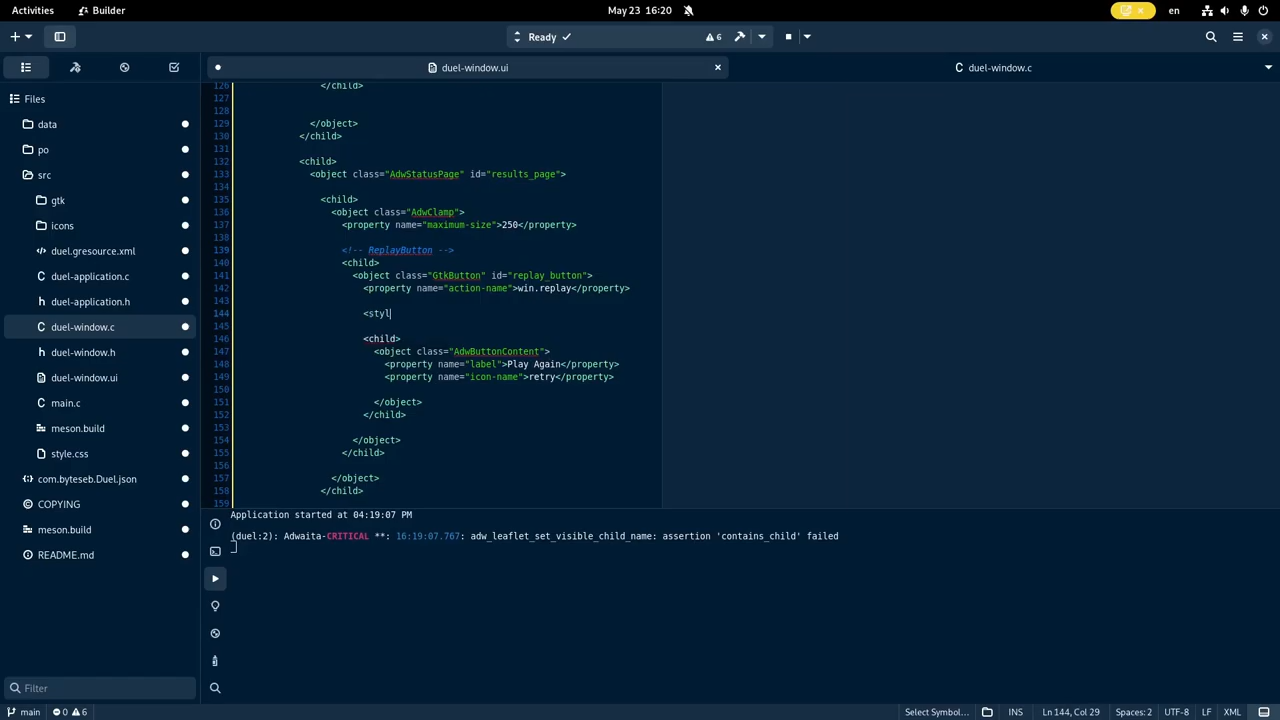 Activities
Builder
May 23 16:20
en
Ready
6
duel-window.ui
duel-window.c
Files
data
po
src
gtk
icons
duel.gresource.xml
duel-application.c
duel-application.h
duel-window.c
duel-window.h
duel-window.ui
main.c
meson.build
style.css
com.byteseb.Duel.json
COPYING
meson.build
README.md
Filter
126 </child>
127
128
129 </object>
130 </child>
131
132 <child>
133 <object class="AdwStatusPage" id="results_page">
134
135 <child>
136 <object class="AdwClamp">
137 <property name="maximum-size">250</property>
138
139 <!-- ReplayButton -->
140 <child>
141 <object class="GtkButton" id="replay_button">
142 <property name="action-name">win.replay</property>
143
144 <styl
145
146 <child>
147 <object class="AdwButtonContent">
148 <property name="label">Play Again</property>
149 <property name="icon-name">retry</property>
150
151 </object>
152 </child>
153
154 </object>
155 </child>
156
157 </object>
158 </child>
159
Application started at 04:19:07 PM
(duel:2): Adwaita-CRITICAL **: 16:19:07.767: adw_leaflet_set_visible_child_name: assertion 'contains_child' failed
main
0
6
Select Symbol...
INS
Ln 144, Col 29
Spaces: 2
UTF-8
LF
XML